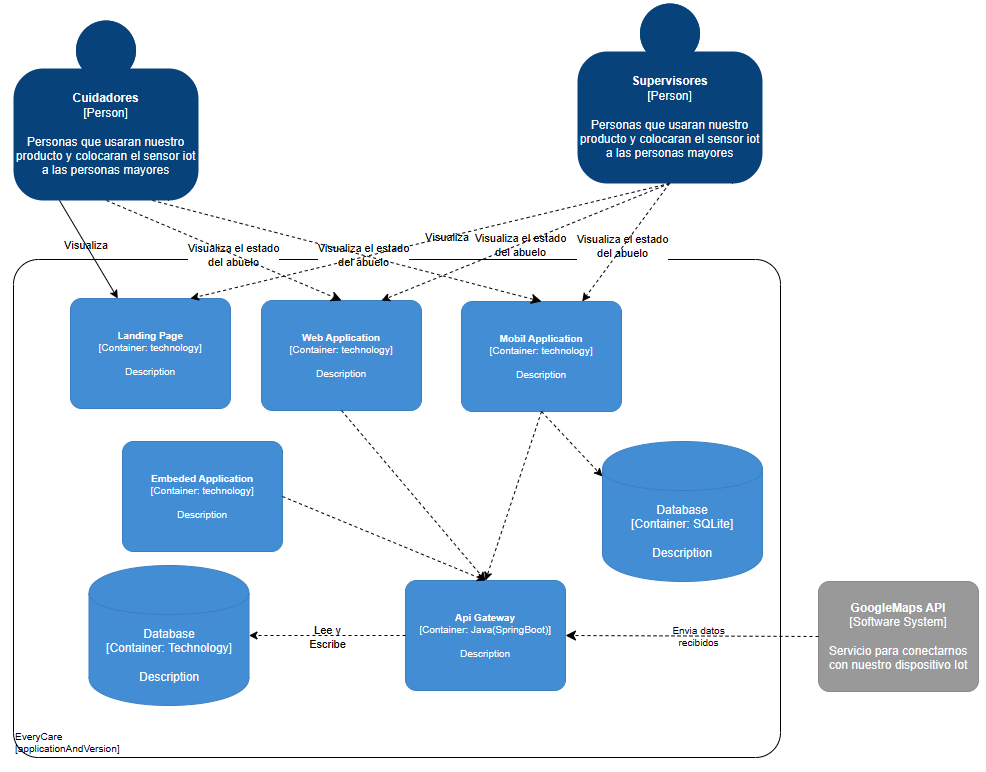 Cuidadores
[Person]
Personas que usaran nuestro
producto y colocaran el sensor iot
a las personas mayores
Supervisores
[Person]
Personas que usaran nuestro
producto y colocaran el sensor iot
a las personas mayores
Visualiza
Visualiza el estado
del abuelo
Visualiza el estado
del abuelo
Visualiza
Visualiza el estado
del abuelo
Visualiza el estado
del abuelo
Landing Page
[Container: technology]
Description
Web Application
[Container: technology]
Description
Mobil Application
[Container: technology]
Description
Embeded Application
[Container: technology]
Description
Database
[Container: SQLite]
Description
Database
[Container: Technology]
Description
Lee y
Escribe
Api Gateway
[Container: Java(SpringBoot)]
Description
Envia datos
recibidos
GoogleMaps API
[Software System]
Servicio para conectarnos
con nuestro dispositivo Iot
EveryCare
[applicationAndVersion]